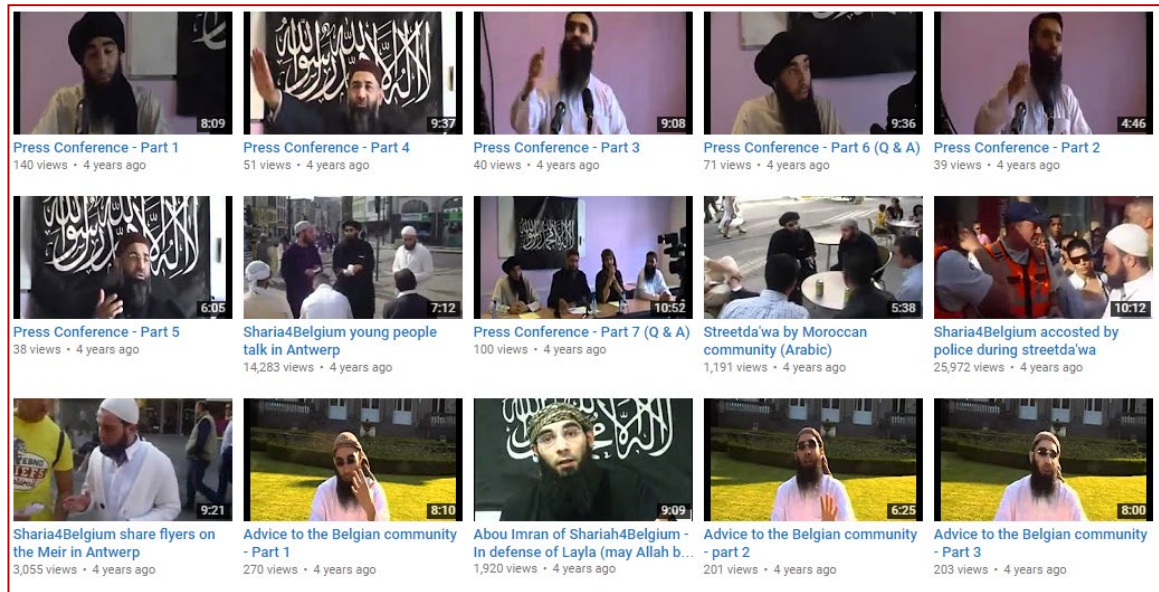 8:09
9:37
9:08
9:36
4:46
Press Conference - Part 1
140 views • 4 years ago
Press Conference - Part 4
51 views • 4 years ago
Press Conference - Part 3
40 views • 4 years ago
Press Conference - Part 6 (Q & A)
71 views • 4 years ago
Press Conference - Part 2
39 views • 4 years ago
6:05
7:12
10:52
5:38
10:12
Press Conference - Part 5
38 views • 4 years ago
Sharia4Belgium young people
talk in Antwerp
14,283 views • 4 years ago
Press Conference - Part 7 (Q & A)
100 views • 4 years ago
Streetda'wa by Moroccan
community (Arabic)
1,191 views • 4 years ago
Sharia4Belgium accosted by
police during streetda'wa
25,972 views • 4 years ago
9:21
8:10
9:09
6:25
8:00
Sharia4Belgium share flyers on
the Meir in Antwerp
3,055 views • 4 years ago
Advice to the Belgian community
- Part 1
270 views • 4 years ago
Abou Imran of Shariah4Belgium -
In defense of Layla (may Allah b...
1,920 views • 4 years ago
Advice to the Belgian community
- part 2
201 views • 4 years ago
Advice to the Belgian community
- Part 3
203 views • 4 years ago